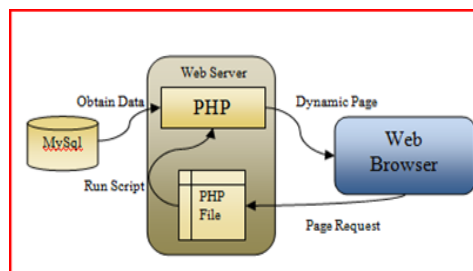 Web Server
Obtain Data
PHP
Dynamic Page
MySql
Web
Browser
Run Script
PHP
File
Page Request